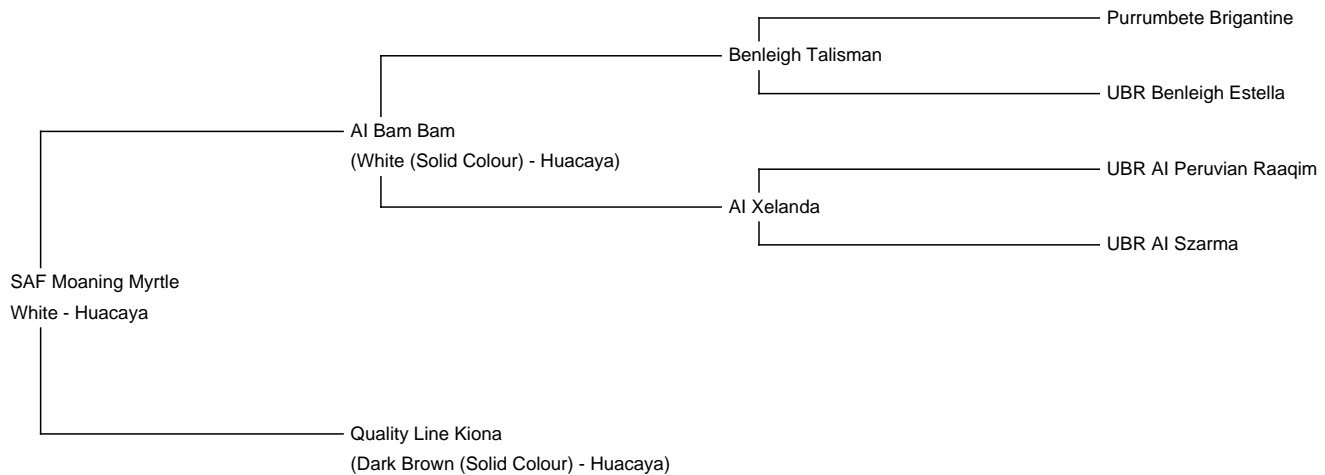 Purrumbete Brigantine
Benleigh Talisman
UBR Benleigh Estella
AI Bam Bam
(White (Solid Colour) - Huacaya)
UBR AI Peruvian Raaqim
AI Xelanda
UBR AI Szarma
SAF Moaning Myrtle
White - Huacaya
Quality Line Kiona
(Dark Brown (Solid Colour) - Huacaya)